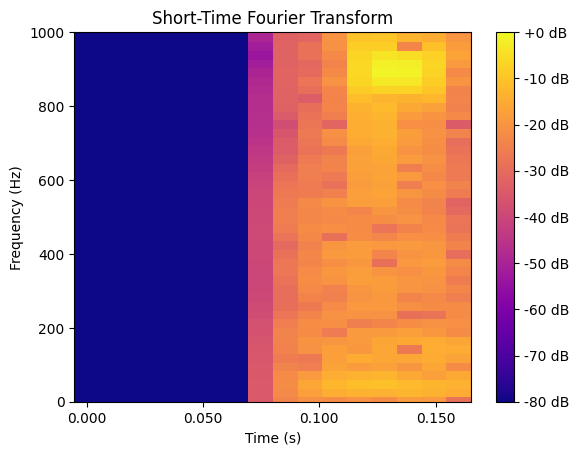 Short-Time Fourier Transform
1000
800
600
400
200
0
Frequency (Hz)
0.000
0.050
0.100
0.150
Time (s)
+0 dB
-10 dB
-20 dB
-30 dB
-40 dB
-50 dB
-60 dB
-70 dB
-80 dB